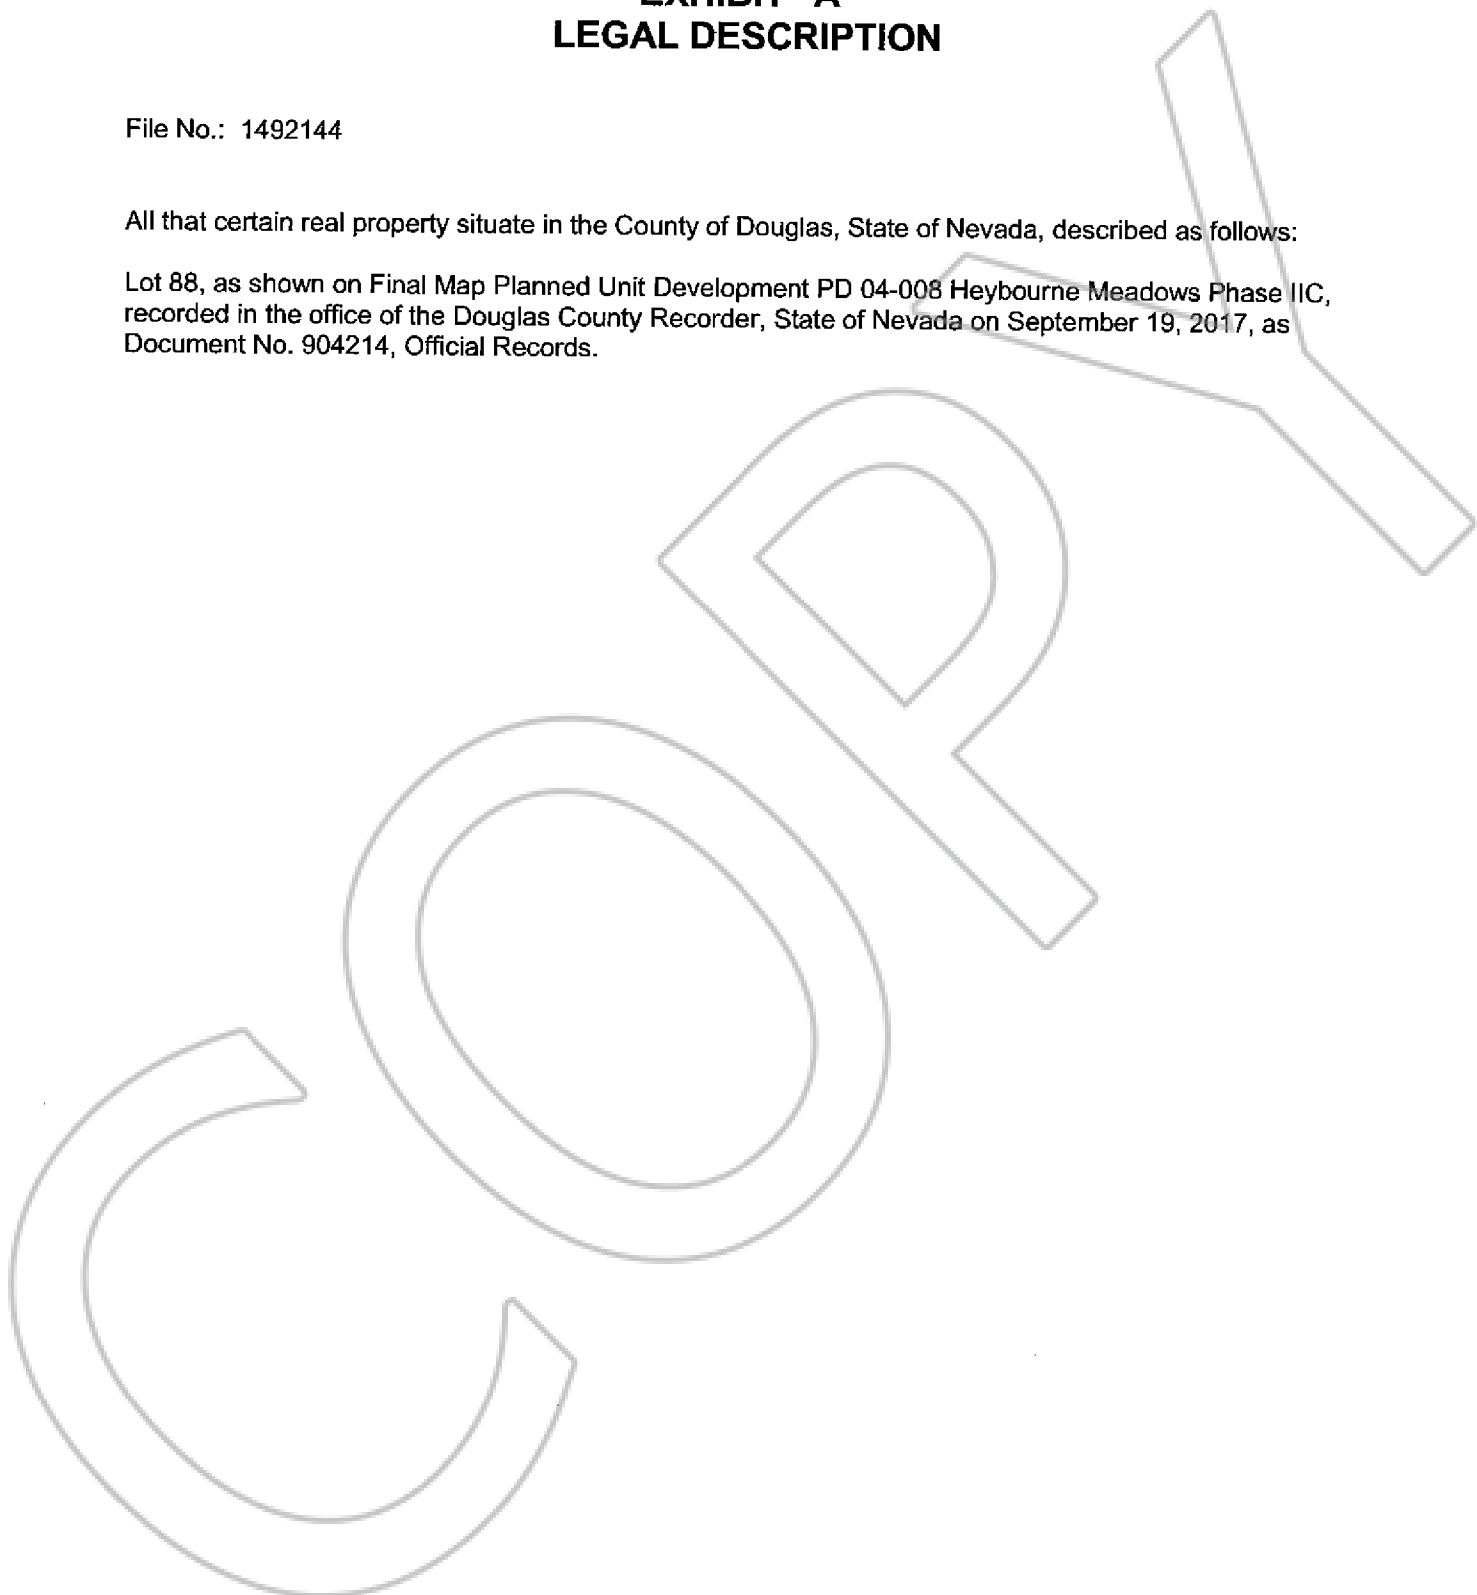 EXHIBIT "A"
LEGAL DESCRIPTION
File No.: 1492144
All that certain real property situate in the County of Douglas, State of Nevada, described as follows:
Lot 88, as shown on Final Map Planned Unit Development PD 04-008 Heybourne Meadows Phase IIC,
recorded in the office of the Douglas County Recorder, State of Nevada on September 19, 2017, as
Document No. 904214, Official Records.
COPY